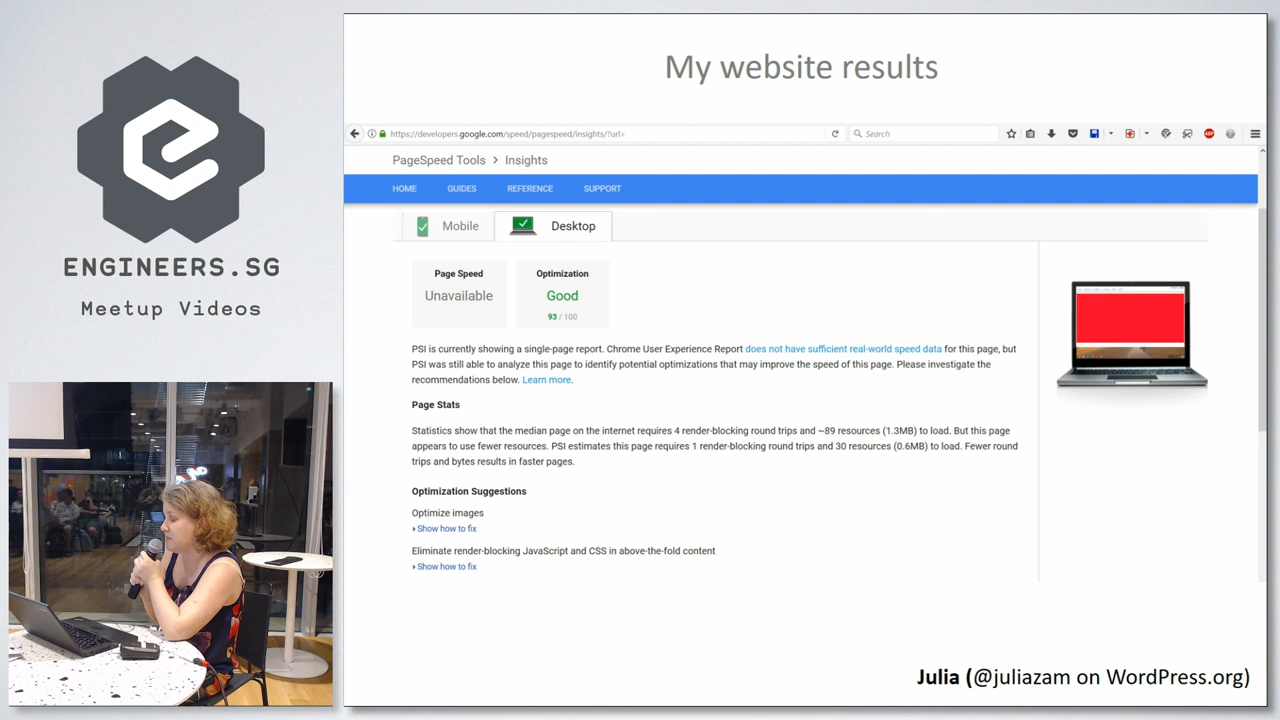 ENGINEERS.SG
Meetup Videos
My website results
https://developers.google.com/speed/pagespeed/insights/?url=
Search
PageSpeed Tools > Insights
HOME GUIDES REFERENCE SUPPORT
Mobile Desktop
Page Speed Optimization
Unavailable Good
93 / 100
PSI is currently showing a single-page report. Chrome User Experience Report does not have sufficient real-world speed data for this page, but
PSI was still able to analyze this page to identify potential optimizations that may improve the speed of this page. Please investigate the
recommendations below. Learn more.
Page Stats
Statistics show that the median page on the internet requires 4 render-blocking round trips and ~89 resources (1.3MB) to load. But this page
appears to use fewer resources. PSI estimates this page requires 1 render-blocking round trips and 30 resources (0.6MB) to load. Fewer round
trips and bytes results in faster pages.
Optimization Suggestions
Optimize images
Show how to fix
Eliminate render-blocking JavaScript and CSS in above-the-fold content
Show how to fix
Julia (@juliazam on WordPress.org)